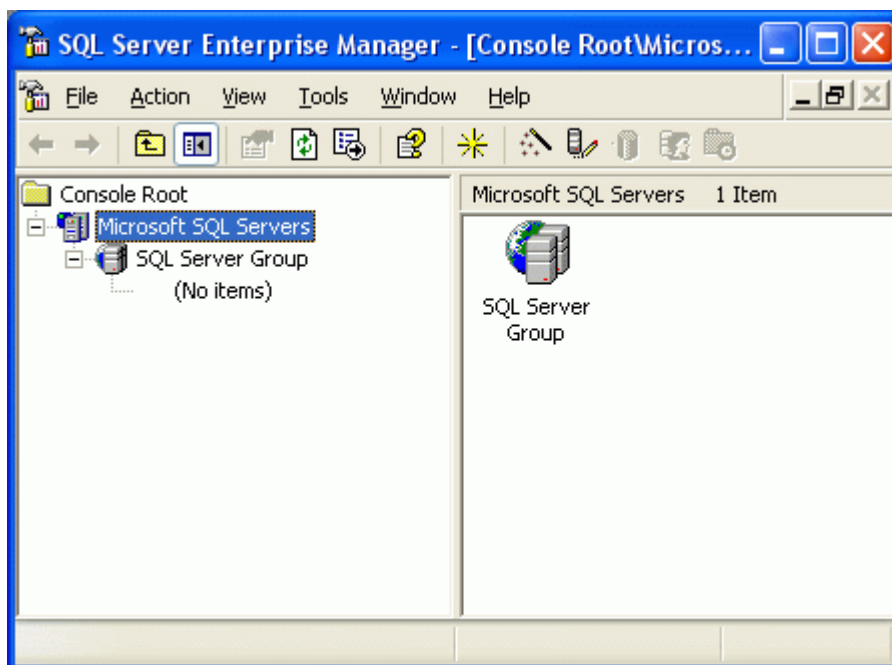 SQL Server Enterprise Manager - [Console Root\Micros...
File Action View Tools Window Help
Console Root
Microsoft SQL Servers
SQL Server Group
(No items)
Microsoft SQL Servers 1 Item
SQL Server
Group